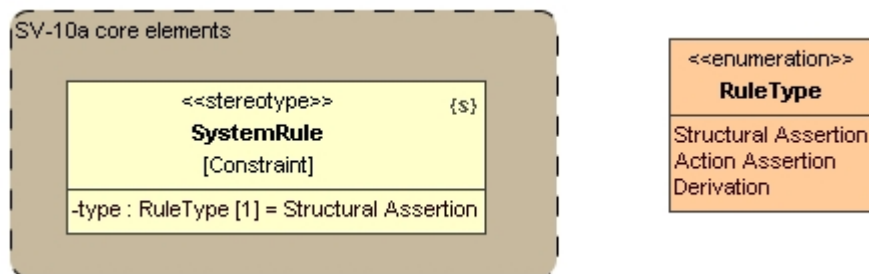 SV-10a core elements
<<stereotype>> {s}
SystemRule
[Constraint]
-type : RuleType [1] = Structural Assertion
<<enumeration>>
RuleType
Structural Assertion
Action Assertion
Derivation